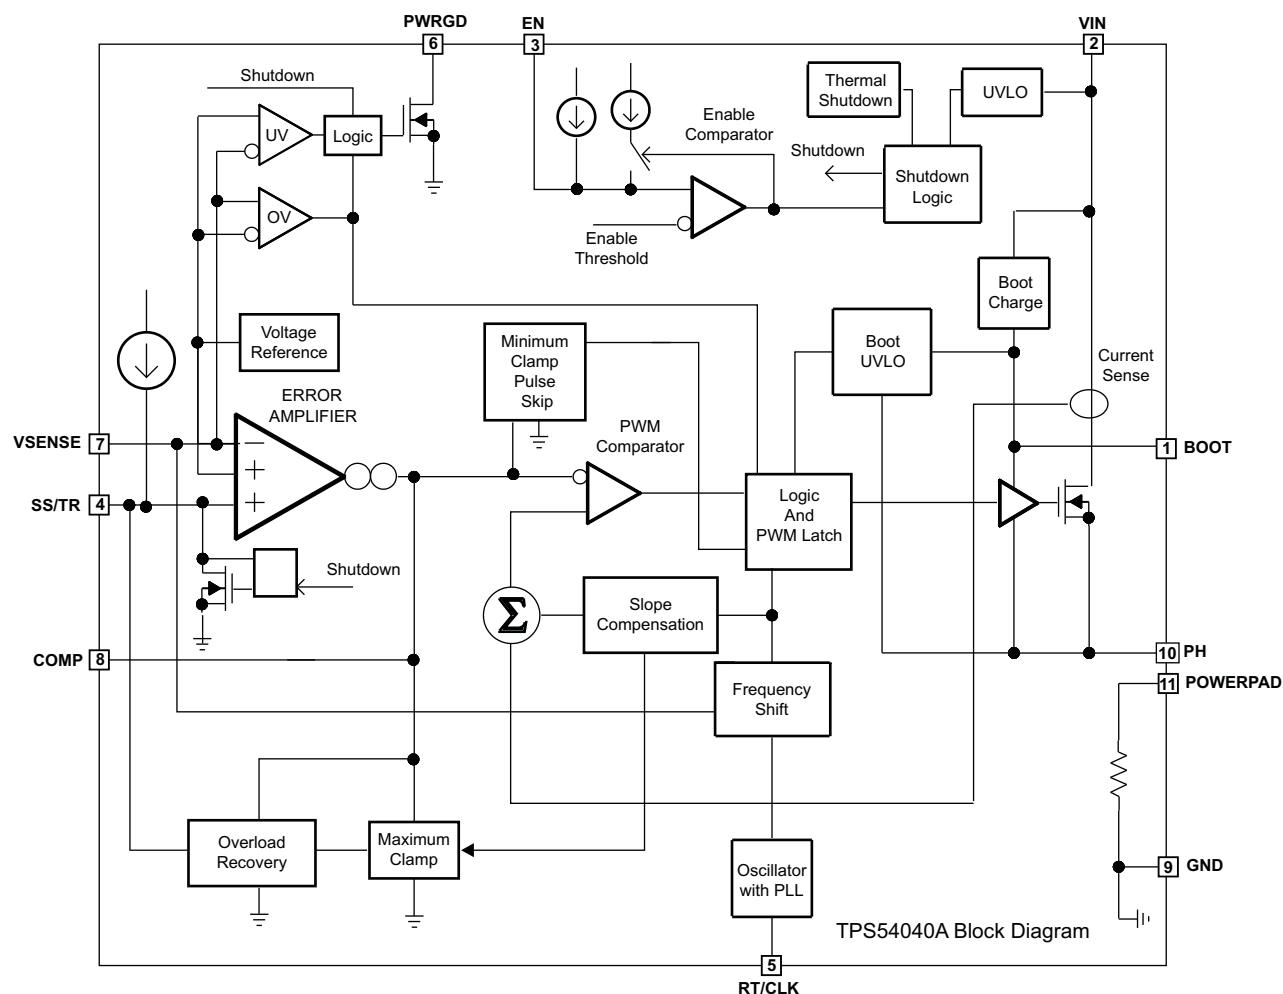 PWRGD
EN
VIN
6
3
2
Shutdown
Thermal
Shutdown
UVLO
UV
Logic
Enable
Comparator
Shutdown
Shutdown
Logic
OV
Enable
Threshold
Boot
Charge
Voltage
Reference
Minimum
Clamp
Pulse
Skip
Boot
UVLO
Current
Sense
ERROR
AMPLIFIER
PWM
Comparator
VSENSE 7
−
1 BOOT
+
SS/TR 4
+
Logic
And
PWM Latch
Shutdown
Σ
Slope
Compensation
COMP 8
10 PH
11 POWERPAD
Frequency
Shift
Overload
Recovery
Maximum
Clamp
Oscillator
with PLL
9 GND
TPS54040A Block Diagram
5
RT/CLK